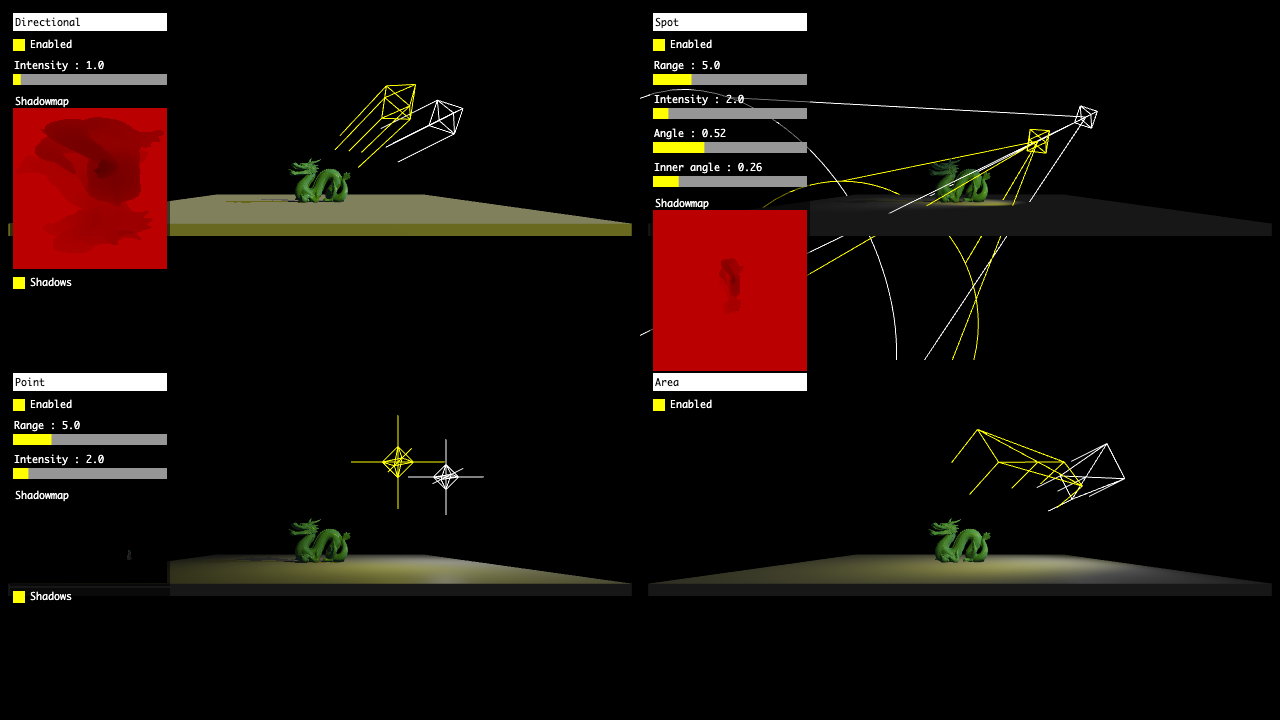 Directional
Enabled
Intensity : 1.0
Shadowmap
Shadows
Spot
Enabled
Range : 5.0
Intensity : 2.0
Angle : 0.52
Inner angle : 0.26
Shadowmap
Point
Enabled
Range : 5.0
Intensity : 2.0
Shadowmap
Shadows
Area
Enabled